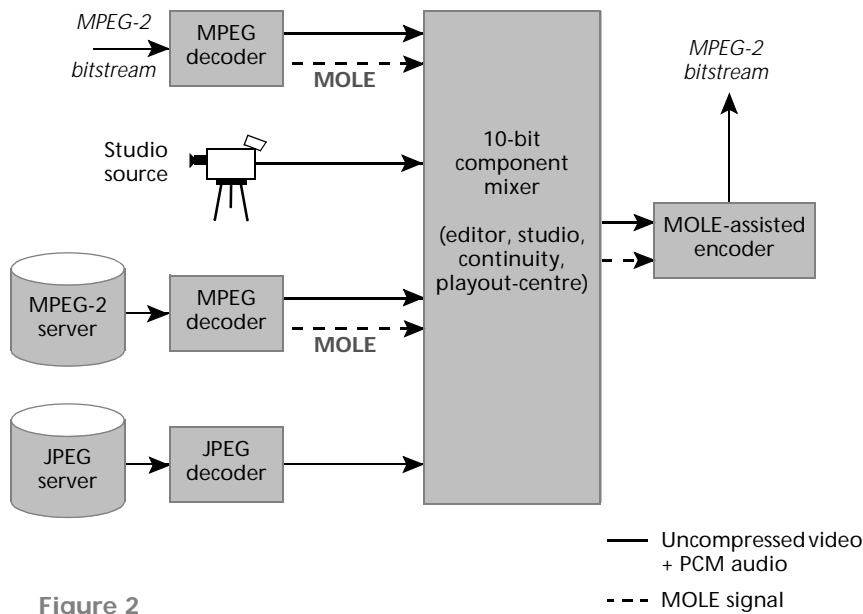 MPEG-2
bitstream
MPEG
decoder
MOLE
Studio
source
MPEG-2
server
MPEG
decoder
MOLE
JPEG
server
JPEG
decoder
10-bit
component
mixer
(editor, studio,
continuity,
playout-centre)
MPEG-2
bitstream
MOLE-assisted
encoder
Uncompressed video
+ PCM audio
MOLE signal
Figure 2